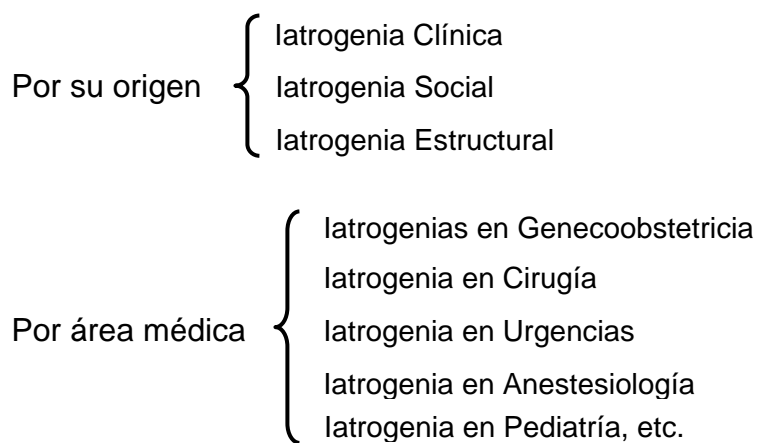 Iatrogenia Clínica
Por su origen
Iatrogenia Social
Iatrogenia Estructural
Iatrogenias en Genecoobstetricia
Iatrogenia en Cirugía
Por área médica
Iatrogenia en Urgencias
Iatrogenia en Anestesiología
Iatrogenia en Pediatría, etc.